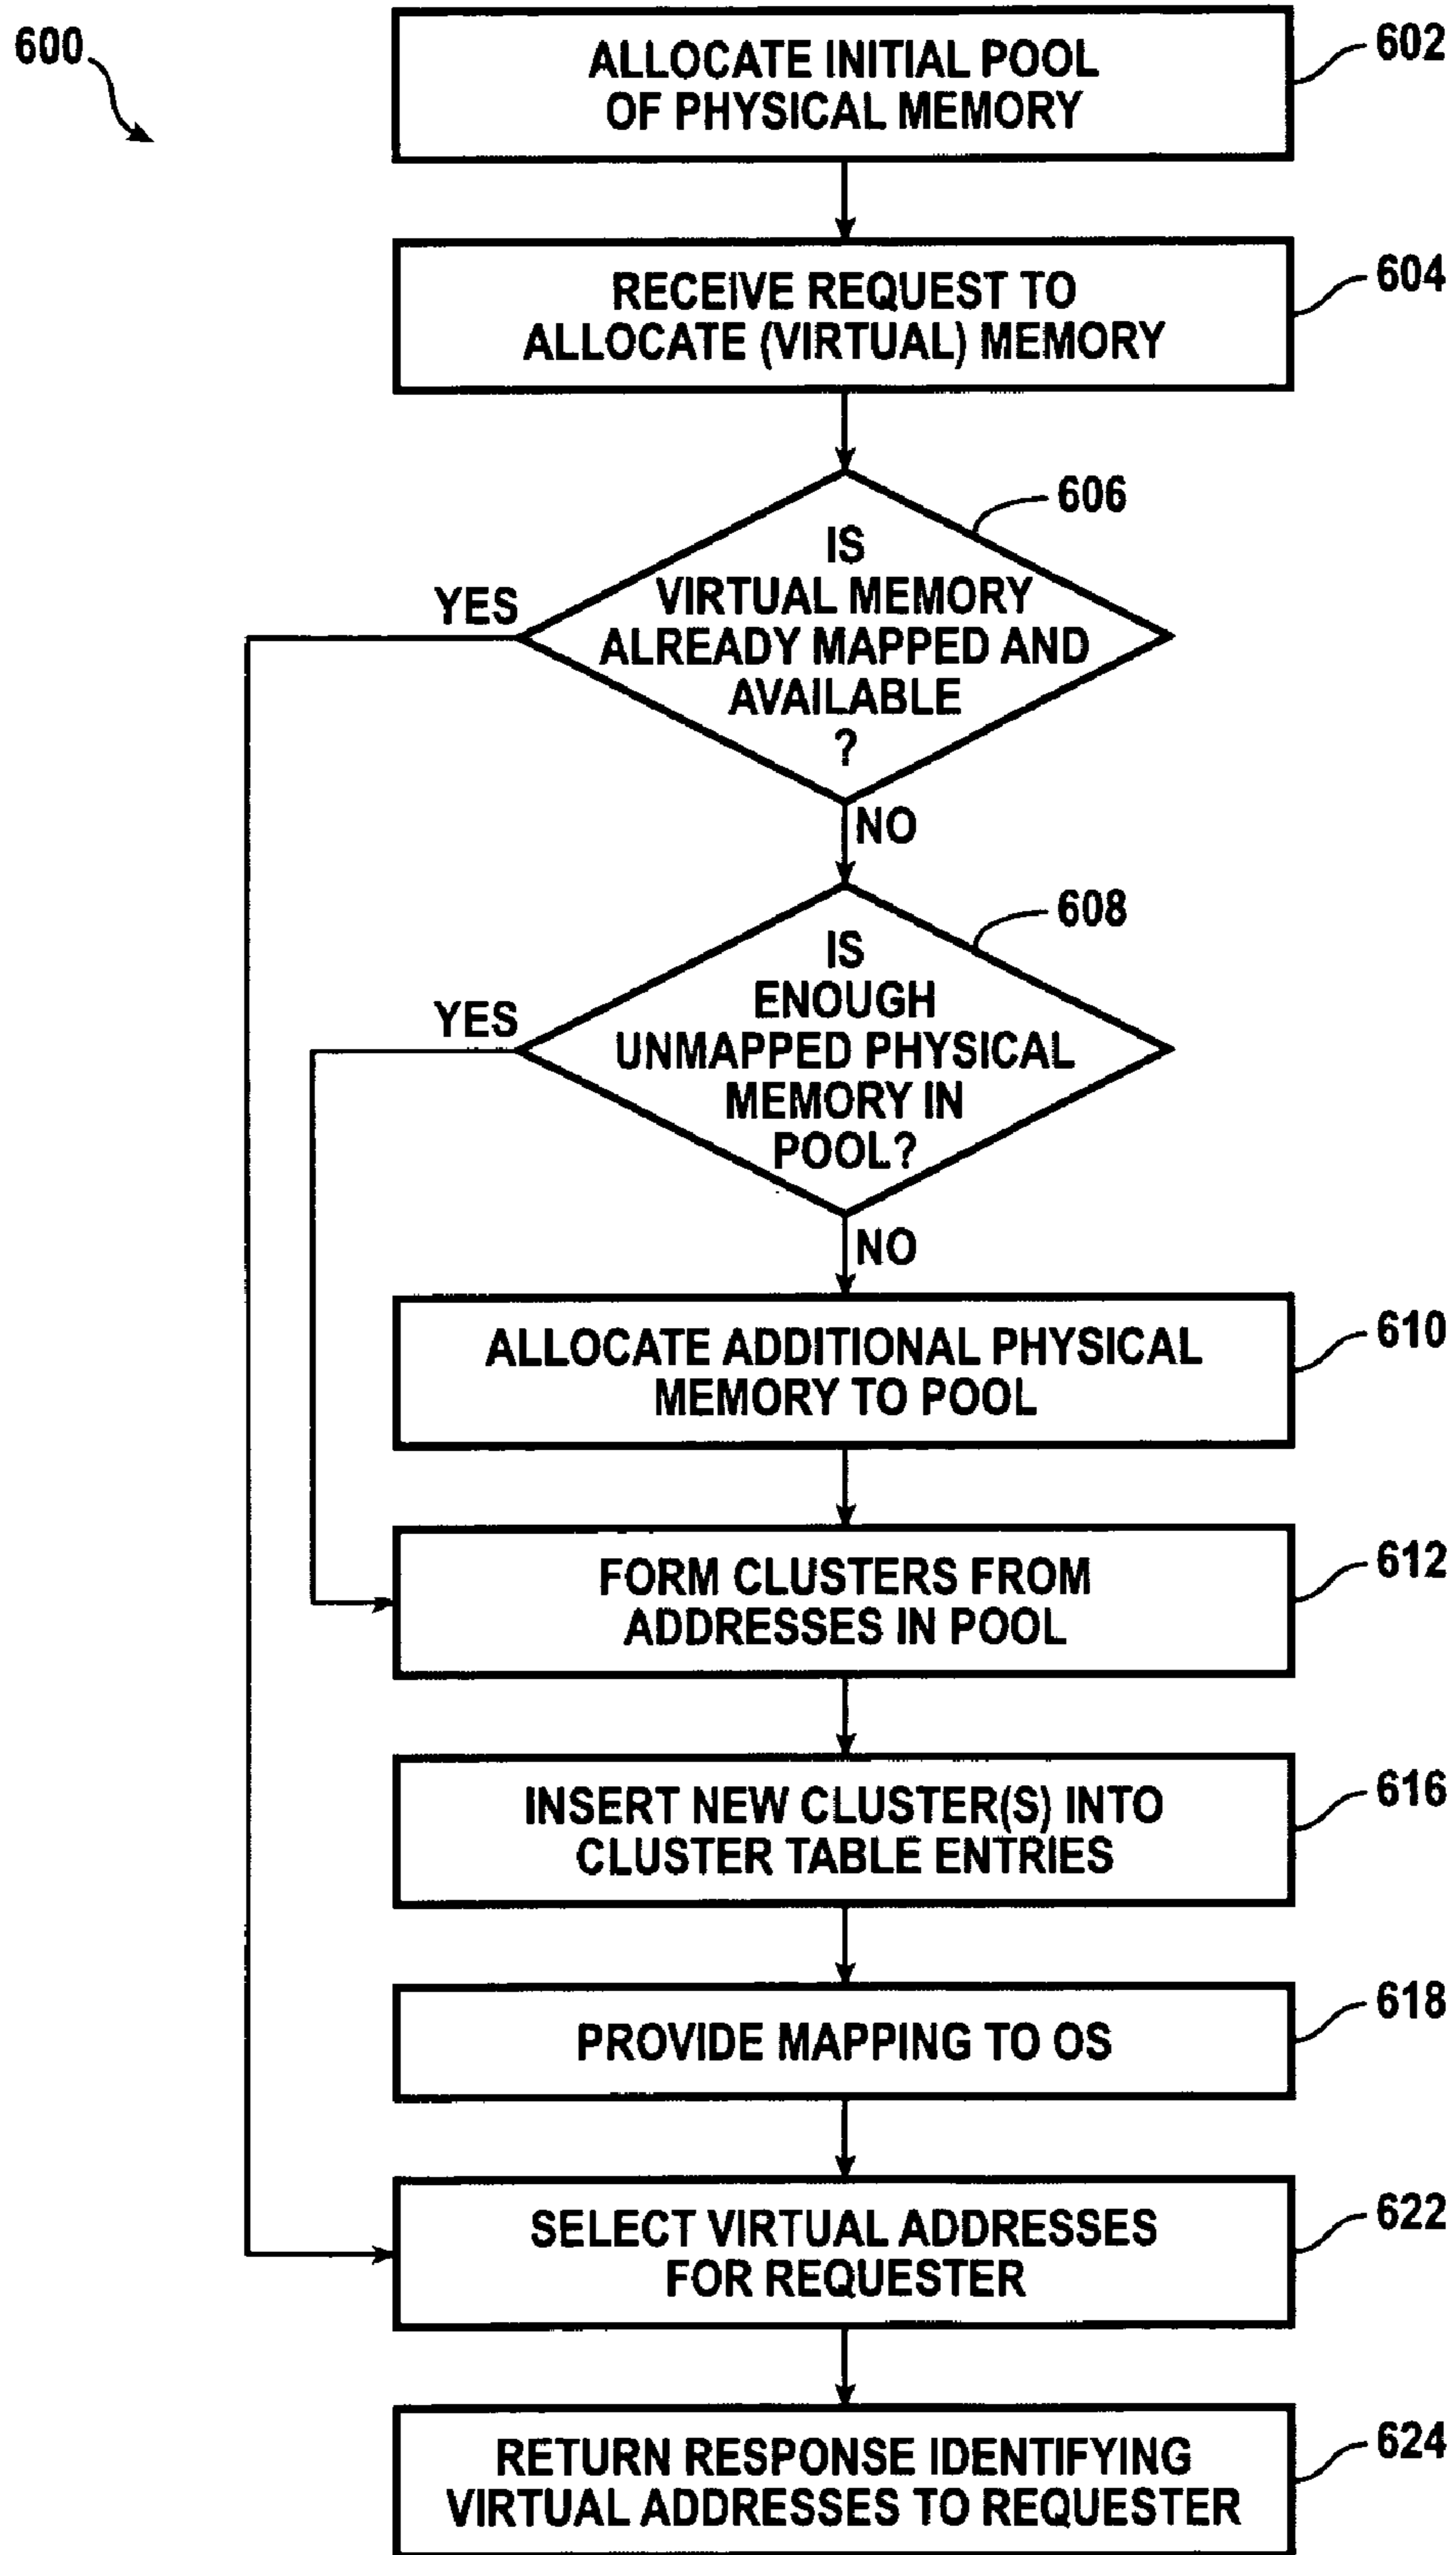 600
ALLOCATE INITIAL POOL
OF PHYSICAL MEMORY
602
RECEIVE REQUEST TO
ALLOCATE (VIRTUAL) MEMORY
604
606
IS
VIRTUAL MEMORY
ALREADY MAPPED AND
AVAILABLE
?
YES
NO
608
IS
ENOUGH
UNMAPPED PHYSICAL
MEMORY IN
POOL?
YES
NO
ALLOCATE ADDITIONAL PHYSICAL
MEMORY TO POOL
610
FORM CLUSTERS FROM
ADDRESSES IN POOL
612
INSERT NEW CLUSTER(S) INTO
CLUSTER TABLE ENTRIES
616
PROVIDE MAPPING TO OS
618
SELECT VIRTUAL ADDRESSES
FOR REQUESTER
622
RETURN RESPONSE IDENTIFYING
VIRTUAL ADDRESSES TO REQUESTER
624